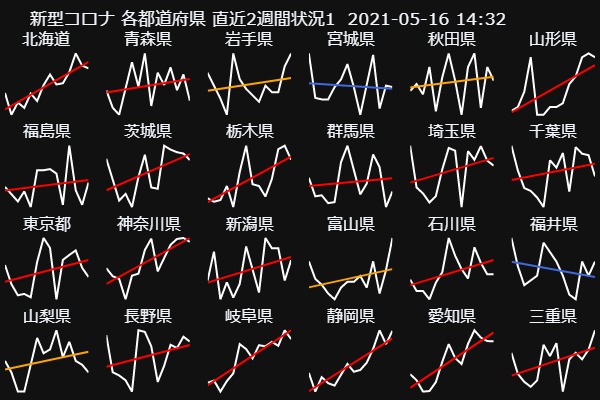 新型コロナ 各都道府県 直近2週間状況1 2021-05-16 14:32
北海道 青森県 岩手県 宮城県 秋田県 山形県
福島県 茨城県 栃木県 群馬県 埼玉県 千葉県
東京都 神奈川県 新潟県 富山県 石川県 福井県
山梨県 長野県 岐阜県 静岡県 愛知県 三重県